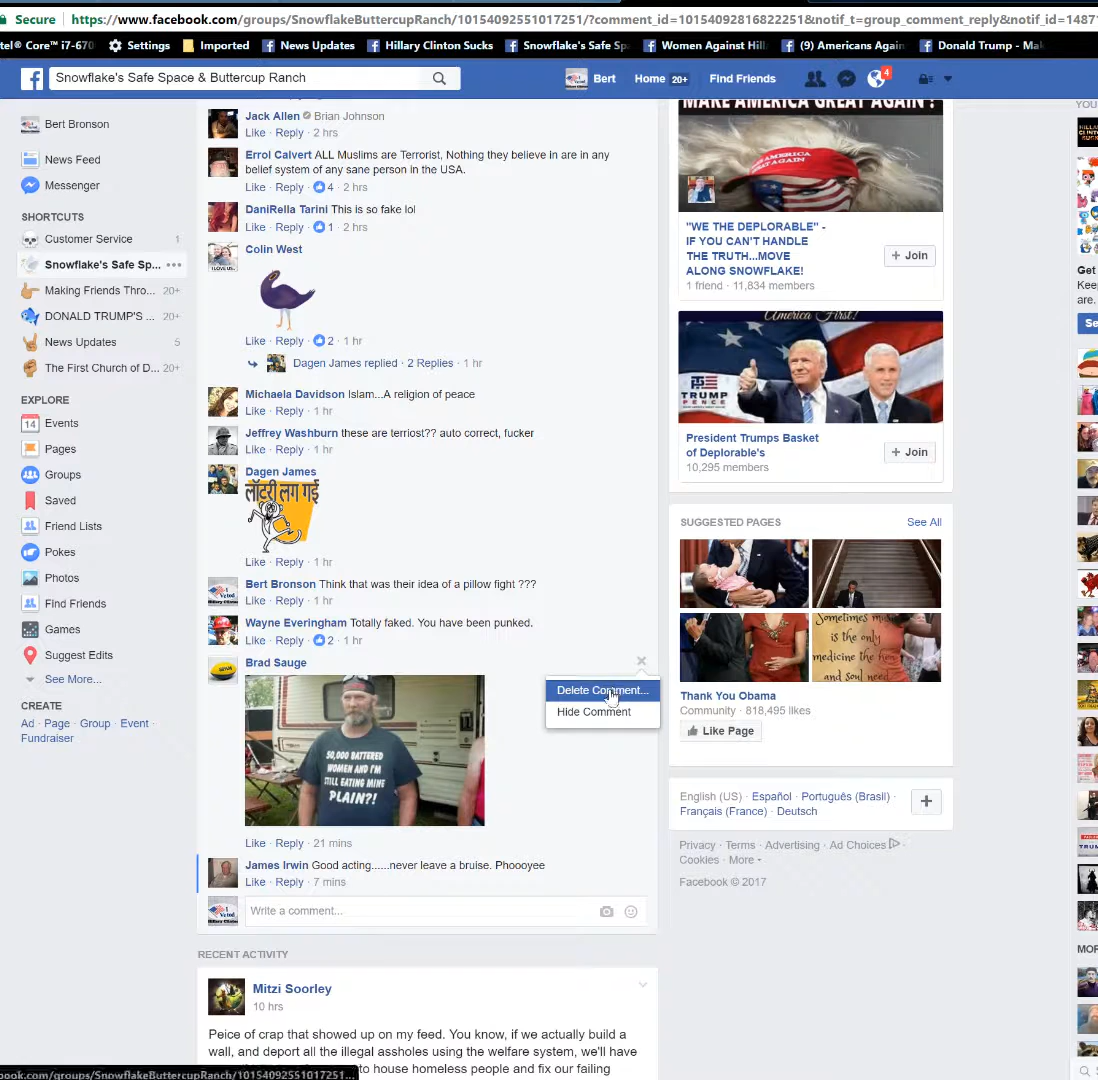 Secure https://www.facebook.com/groups/SnowflakeButtercupRanch/10154092551017251/?comment_id=10154092816822251&notif_t=group_comment_reply&notif_id=1487
tel® Core™ i7-670 Settings Imported News Updates Hillary Clinton Sucks Snowflake's Safe Sp Women Against Hill (9) Americans Again Donald Trump - Mak
Snowflake's Safe Space & Buttercup Ranch Bert Home 20+ Find Friends 4
Bert Bronson
News Feed
Messenger
SHORTCUTS
Customer Service 1
Snowflake's Safe Sp...
Making Friends Thro... 20+
DONALD TRUMP'S ... 20+
News Updates 5
The First Church of D... 20+
EXPLORE
14 Events
Pages
Groups
Saved
Friend Lists
Pokes
Photos
Find Friends
Games
Suggest Edits
See More...
CREATE
Ad · Page · Group · Event ·
Fundraiser
Jack Allen Brian Johnson
Like · Reply · 2 hrs
Errol Calvert ALL Muslims are Terrorist, Nothing they believe in are in any
belief system of any sane person in the USA.
Like · Reply · 4 · 2 hrs
DaniRella Tarini This is so fake lol
Like · Reply · 1 · 2 hrs
Colin West
Like · Reply · 2 · 1 hr
Dagen James replied · 2 Replies · 1 hr
Michaela Davidson Islam...A religion of peace
Like · Reply · 1 hr
Jeffrey Washburn these are terriost?? auto correct, fucker
Like · Reply · 1 hr
Dagen James
लॉटरी लग गई
Like · Reply · 1 hr
Bert Bronson Think that was their idea of a pillow fight ???
Like · Reply · 1 hr
Wayne Everingham Totally faked. You have been punked.
Like · Reply · 2 · 1 hr
Brad Sauge
Delete Comment...
Hide Comment
50,000 BATTERED
WOMEN AND I'M
STILL EATING MINE
PLAIN?!
Like · Reply · 21 mins
James Irwin Good acting......never leave a bruise. Phoooyee
Like · Reply · 7 mins
Write a comment...
RECENT ACTIVITY
Mitzi Soorley
10 hrs
Peice of crap that showed up on my feed. You know, if we actually build a
wall, and deport all the illegal assholes using the welfare system, we'll have
to house homeless people and fix our failing
book.com/groups/SnowflakeButtercupRanch/10154092551017251...
MAKE AMERICA GREAT AGAIN !
"WE THE DEPLORABLE" -
IF YOU CAN'T HANDLE
THE TRUTH...MOVE
ALONG SNOWFLAKE!
1 friend · 11,834 members
+ Join
America First!
TRUMP
PENCE
President Trumps Basket
of Deplorable's
10,295 members
+ Join
SUGGESTED PAGES See All
Sometimes
is the only
medicine the
and soul need
Thank You Obama
Community · 818,495 likes
Like Page
English (US) · Español · Português (Brasil) ·
Français (France) · Deutsch
Privacy · Terms · Advertising · Ad Choices ·
Cookies · More
Facebook © 2017
YOU
Get
Keep
are.
Se
MOR